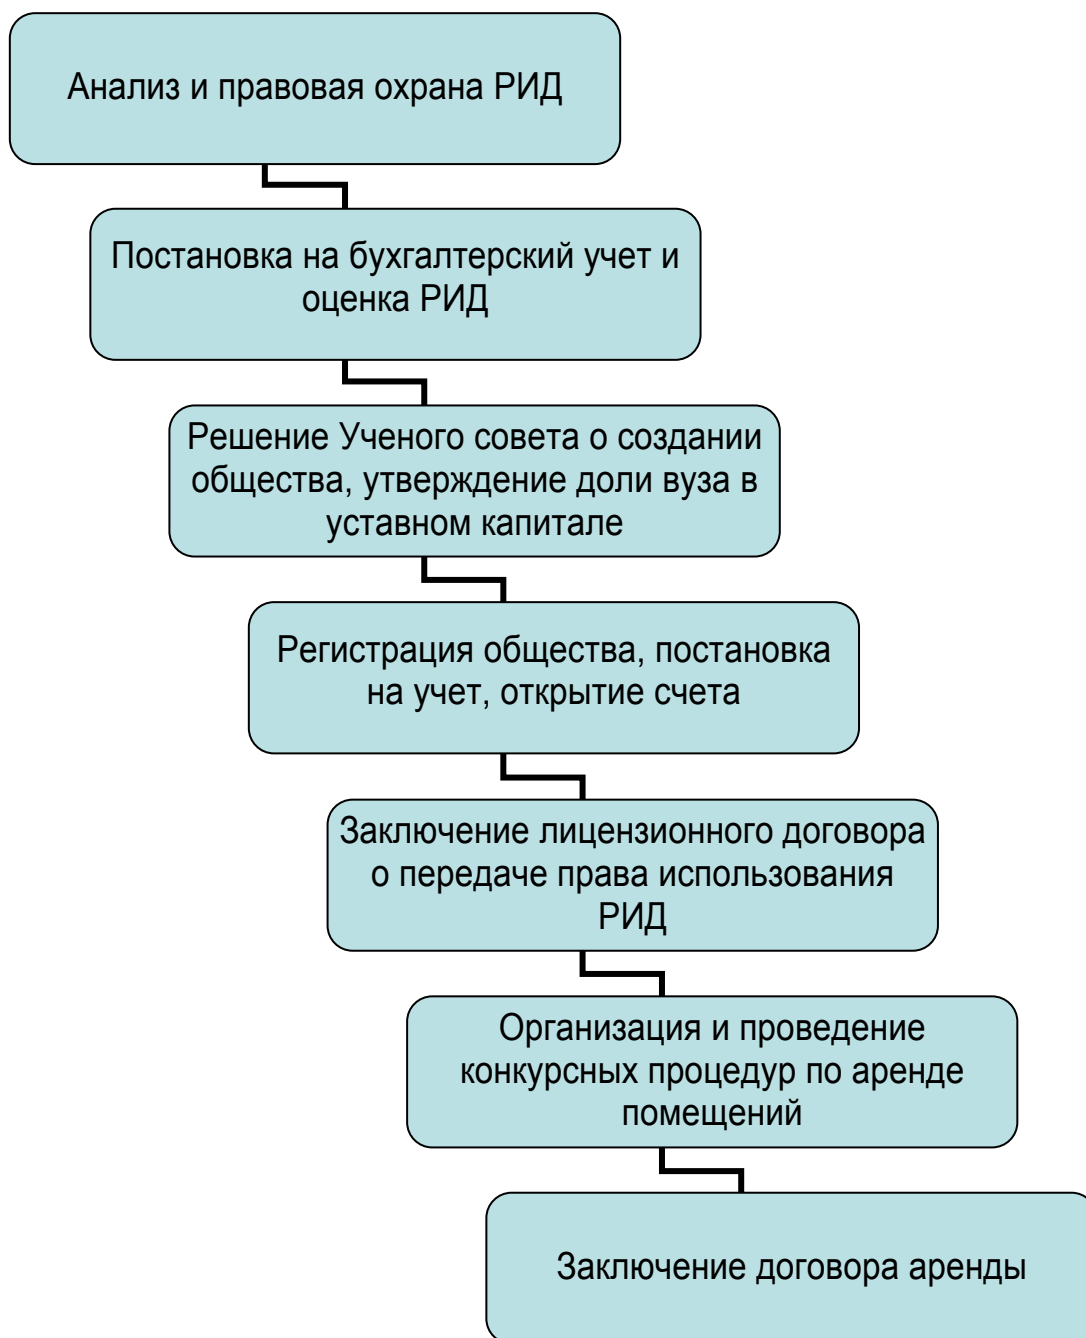 Анализ и правовая охрана РИД
Постановка на бухгалтерский учет и
оценка РИД
Решение Ученого совета о создании
общества, утверждение доли вуза в
уставном капитале
Регистрация общества, постановка
на учет, открытие счета
Заключение лицензионного договора
о передаче права использования
РИД
Организация и проведение
конкурсных процедур по аренде
помещений
Заключение договора аренды